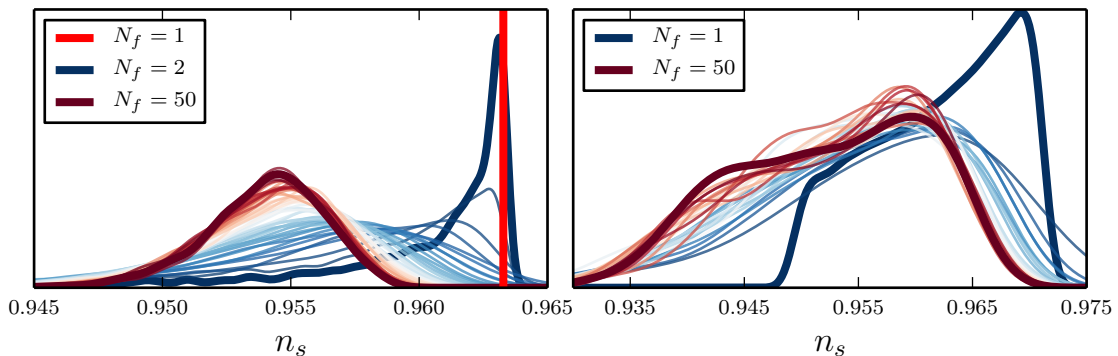 N_f = 1
N_f = 2
N_f = 50
0.945 0.950 0.955 0.960 0.965
n_s
N_f = 1
N_f = 50
0.935 0.945 0.955 0.965 0.975
n_s